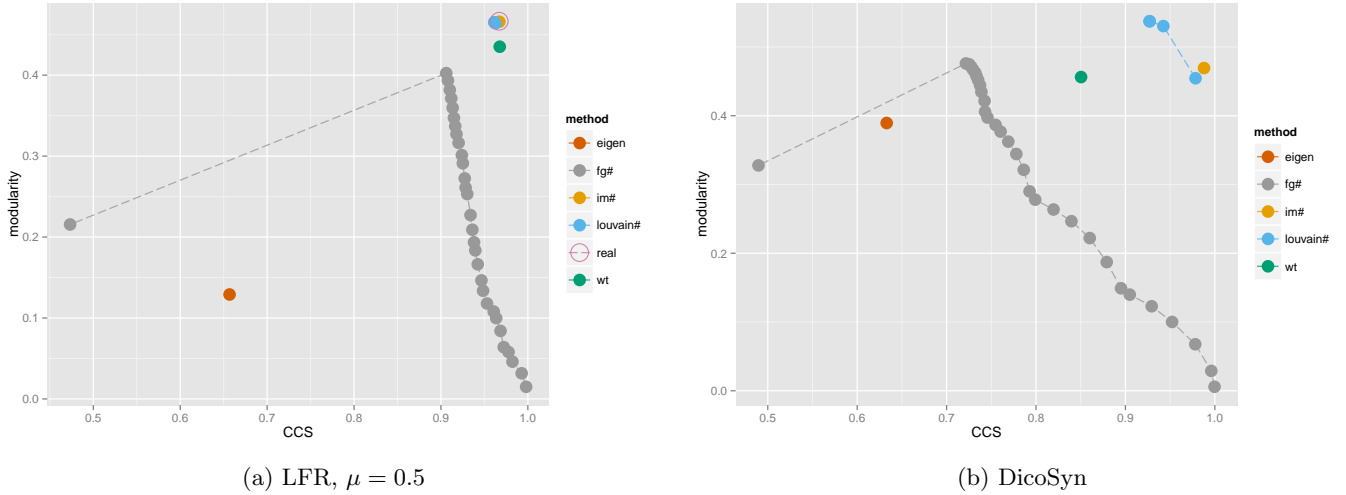 modularity
0.4
0.3
0.2
0.1
0.0
0.5 0.6 0.7 0.8 0.9 1.0
CCS
method
eigen
fg#
im#
louvain#
real
wt
(a) LFR, μ = 0.5
modularity
0.4
0.2
0.0
0.5 0.6 0.7 0.8 0.9 1.0
CCS
method
eigen
fg#
im#
louvain#
wt
(b) DicoSyn